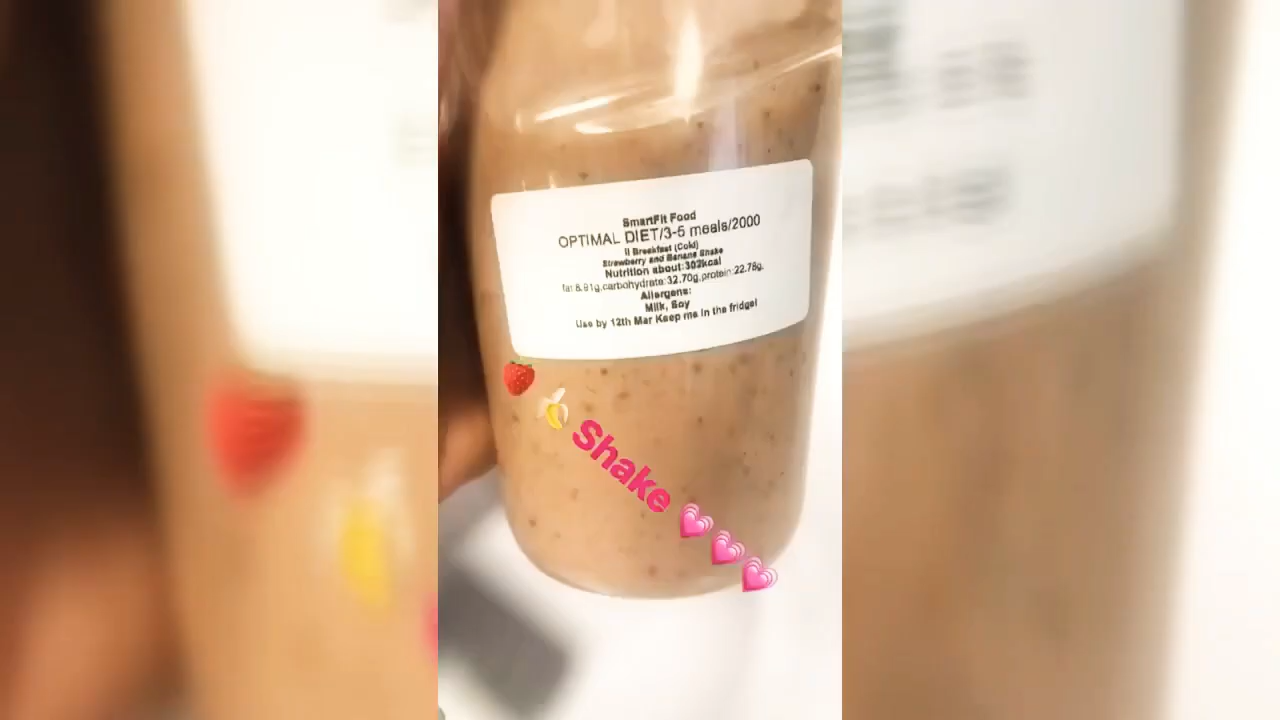 SmartFit Food
OPTIMAL DIET/3-5 meals/2000
II Breakfast (Cold)
Strawberry and Banana Shake
Nutrition about:302kcal
fat 8.91g,carbohydrate:32.70g,protein:22.78g,
Allergens:
Milk, Soy
Use by 12th Mar Keep me in the fridge!
Shake